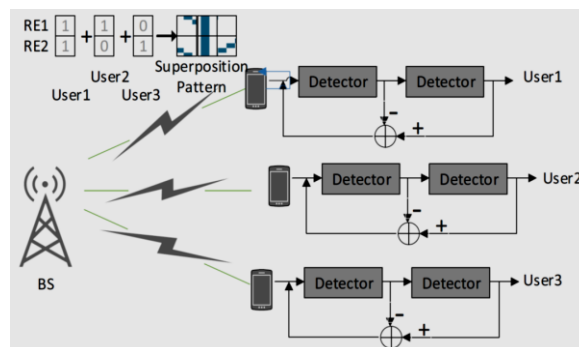 RE1 1 + 1 + 0
RE2 1 0 1
User2
User1 User3
Superposition
Pattern
Detector Detector User1
- +
Detector Detector User2
- +
Detector Detector User3
- +
BS